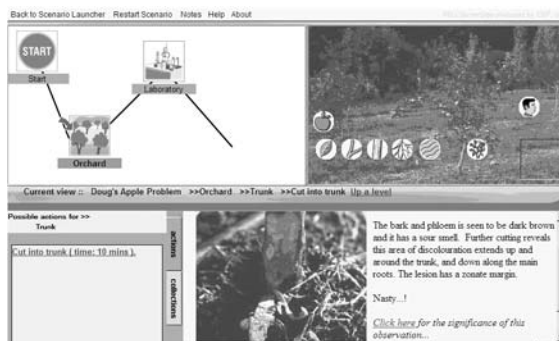 Back to Scenario Launcher Restart Scenario Notes Help About
START
Start
Laboratory
Orchard
Current view :: Doug's Apple Problem >>Orchard >>Trunk >>Cut into trunk Up a level
Possible actions for >>
Trunk
Cut into trunk ( time: 10 mins ).
actions
collections
The bark and phloem is seen to be dark brown
and it has a sour smell. Further cutting reveals
this area of discolouration extends up and
around the trunk, and down along the main
roots. The lesion has a zonate margin.
Nasty...!
Click here for the significance of this
observation...